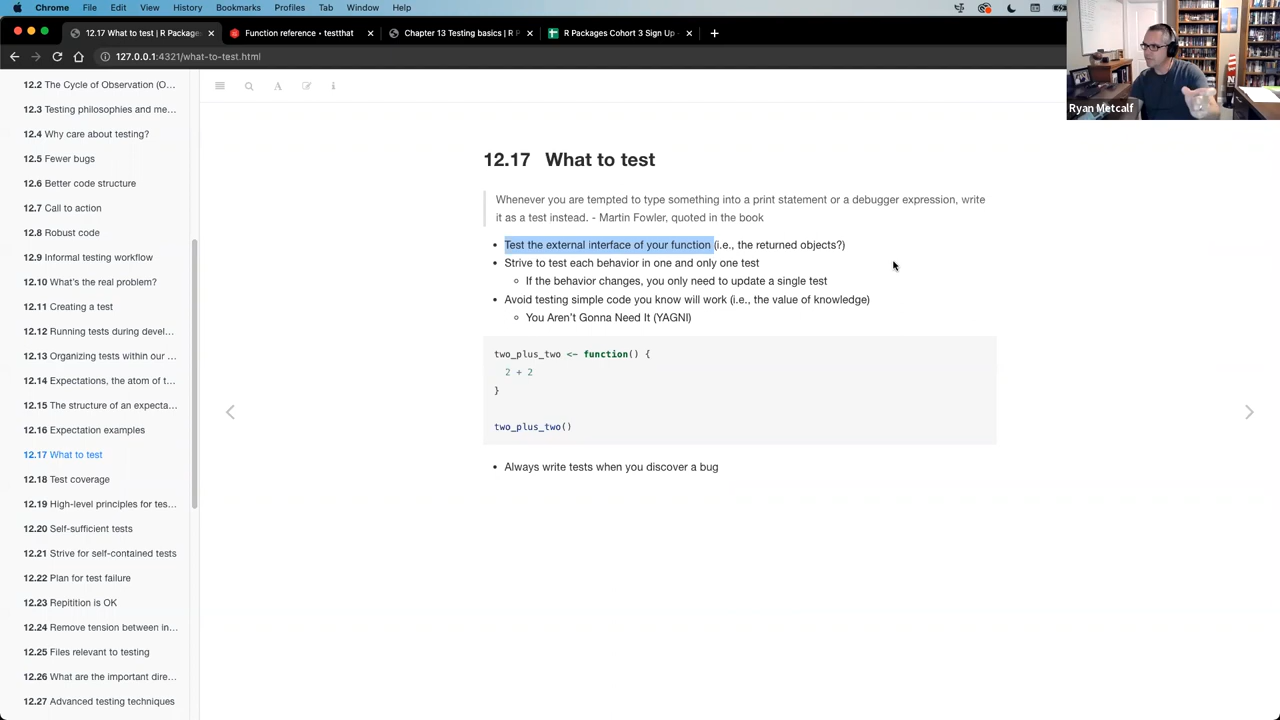 Chrome File Edit View History Bookmarks Profiles Tab Window Help
12.17 What to test | R Package
Function reference • testthat
Chapter 13 Testing basics | R P
R Packages Cohort 3 Sign Up -
127.0.0.1:4321/what-to-test.html
Ryan Metcalf
12.2 The Cycle of Observation (O...
12.3 Testing philosophies and me...
12.4 Why care about testing?
12.5 Fewer bugs
12.6 Better code structure
12.7 Call to action
12.8 Robust code
12.9 Informal testing workflow
12.10 What's the real problem?
12.11 Creating a test
12.12 Running tests during devel...
12.13 Organizing tests within our ...
12.14 Expectations, the atom of t...
12.15 The structure of an expecta...
12.16 Expectation examples
12.17 What to test
12.18 Test coverage
12.19 High-level principles for tes...
12.20 Self-sufficient tests
12.21 Strive for self-contained tests
12.22 Plan for test failure
12.23 Repitition is OK
12.24 Remove tension between in...
12.25 Files relevant to testing
12.26 What are the important dire...
12.27 Advanced testing techniques
12.17 What to test
Whenever you are tempted to type something into a print statement or a debugger expression, write
it as a test instead. - Martin Fowler, quoted in the book
• Test the external interface of your function (i.e., the returned objects?)
• Strive to test each behavior in one and only one test
If the behavior changes, you only need to update a single test
• Avoid testing simple code you know will work (i.e., the value of knowledge)
You Aren't Gonna Need It (YAGNI)
two_plus_two <- function() {
2 + 2
}
two_plus_two()
• Always write tests when you discover a bug